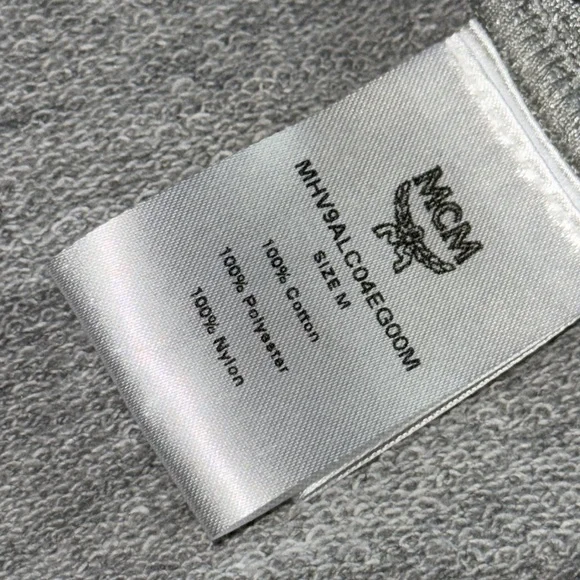 MCM
MHV9ALC04EG00M
SIZE M
100% Cotton
100% Polyester
100% Nylon